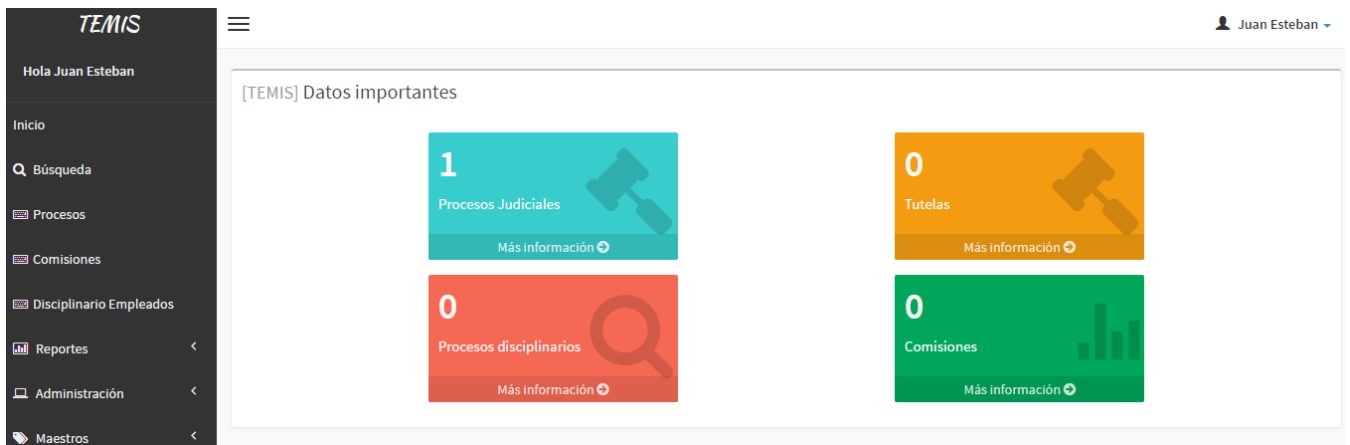 TEMIS
Juan Esteban
Hola Juan Esteban
Inicio
Búsqueda
Procesos
Comisiones
Disciplinario Empleados
Reportes
Administración
Maestros
[TEMIS] Datos importantes
1
Procesos Judiciales
Más información
0
Tutelas
Más información
0
Procesos disciplinarios
Más información
0
Comisiones
Más información